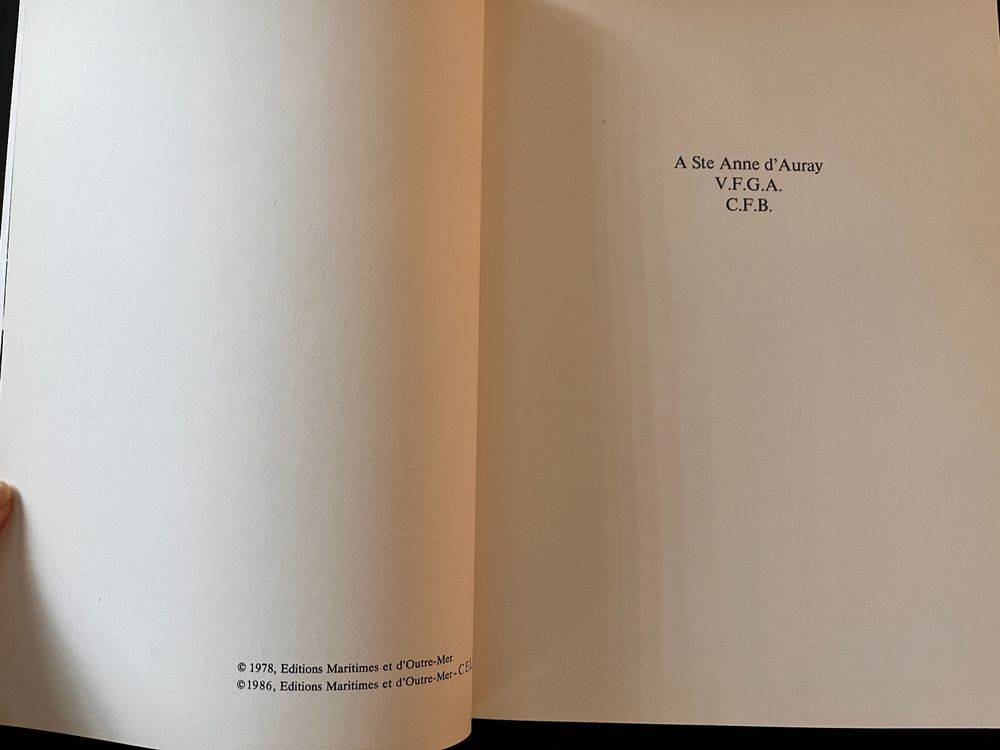 © 1978, Editions Maritimes et d'Outre-Mer
©1986, Editions Maritimes et d'Outre-Mer-
A Ste Anne d'Auray
V.F.G.A.
C.F.B.